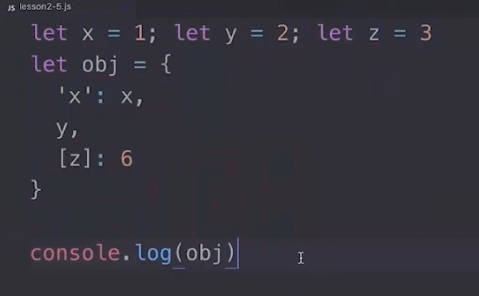 JS lesson2-5.js
let x = 1; let y = 2; let z = 3
let obj = {
'x': x,
y,
[z]: 6
}
console.log(obj)